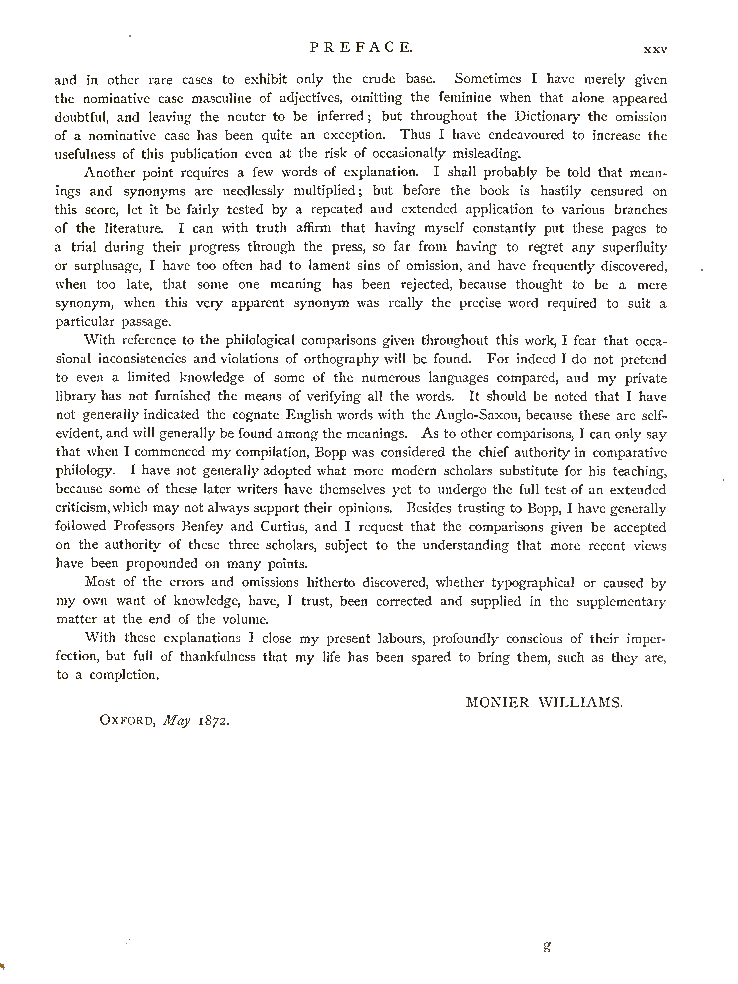 PREFACE.
xxv
and in other rare cases to exhibit only the crude base. Sometimes I have merely given
the nominative case masculine of adjectives, omitting the feminine when that alone appeared
doubtful, and leaving the neuter to be inferred; but throughout the Dictionary the omission
of a nominative case has been quite an exception. Thus I have endeavoured to increase the
usefulness of this publication even at the risk of occasionally misleading.
Another point requires a few words of explanation. I shall probably be told that mean-
ings and synonyms are needlessly multiplied; but before the book is hastily censured on
this score, let it be fairly tested by a repeated and extended application to various branches
of the literature. I can with truth affirm that having myself constantly put these pages to
a trial during their progress through the press, so far from having to regret any superfluity
or surplusage, I have too often had to lament sins of omission, and have frequently discovered,
when too late, that some one meaning has been rejected, because thought to be a mere
synonym, when this very apparent synonym was really the precise word required to suit a
particular passage.
With reference to the philological comparisons given throughout this work, I fear that occa-
sional inconsistencies and violations of orthography will be found. For indeed I do not pretend
to even a limited knowledge of some of the numerous languages compared, and my private
library has not furnished the means of verifying all the words. It should be noted that I have
not generally indicated the cognate English words with the Anglo-Saxon, because these are self-
evident, and will generally be found among the meanings. As to other comparisons, I can only say
that when I commenced my compilation, Bopp was considered the chief authority in comparative
philology. I have not generally adopted what more modern scholars substitute for his teaching,
because some of these later writers have themselves yet to undergo the full test of an extended
criticism, which may not always support their opinions. Besides trusting to Bopp, I have generally
followed Professors Benfey and Curtius, and I request that the comparisons given be accepted
on the authority of these three scholars, subject to the understanding that more recent views
have been propounded on many points.
Most of the errors and omissions hitherto discovered, whether typographical or caused by
my own want of knowledge, have, I trust, been corrected and supplied in the supplementary
matter at the end of the volume.
With these explanations I close my present labours, profoundly conscious of their imper-
fection, but full of thankfulness that my life has been spared to bring them, such as they are,
to a completion.
MONIER WILLIAMS.
OXFORD, May 1872.
g